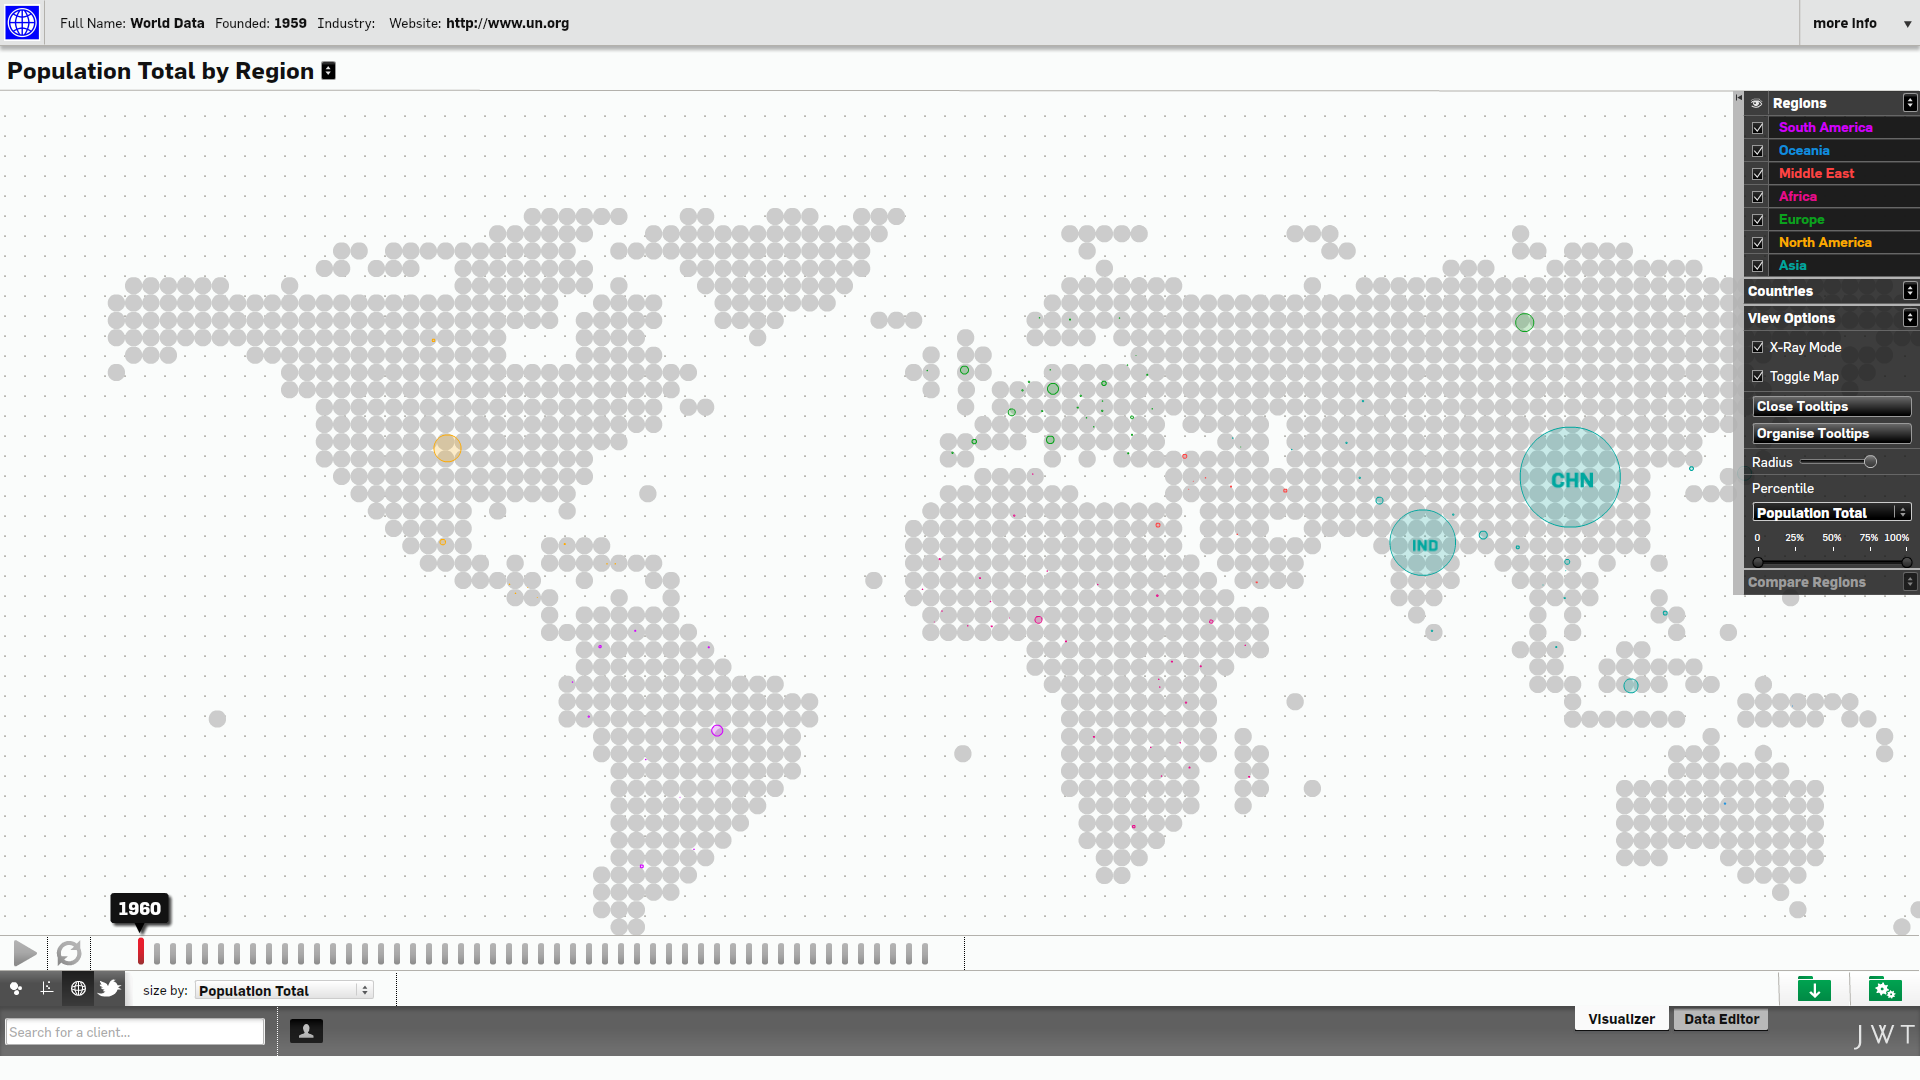 Full Name: World Data Founded: 1959 Industry: Website: http://www.un.org
more info
Population Total by Region
Regions
South America
Oceania
Middle East
Africa
Europe
North America
Asia
Countries
View Options
X-Ray Mode
Toggle Map
Close Tooltips
Organise Tooltips
Radius
Percentile
Population Total
0 25% 50% 75% 100%
Compare Regions
CHN
IND
1960
size by: Population Total
Search for a client...
Visualizer
Data Editor
JWT